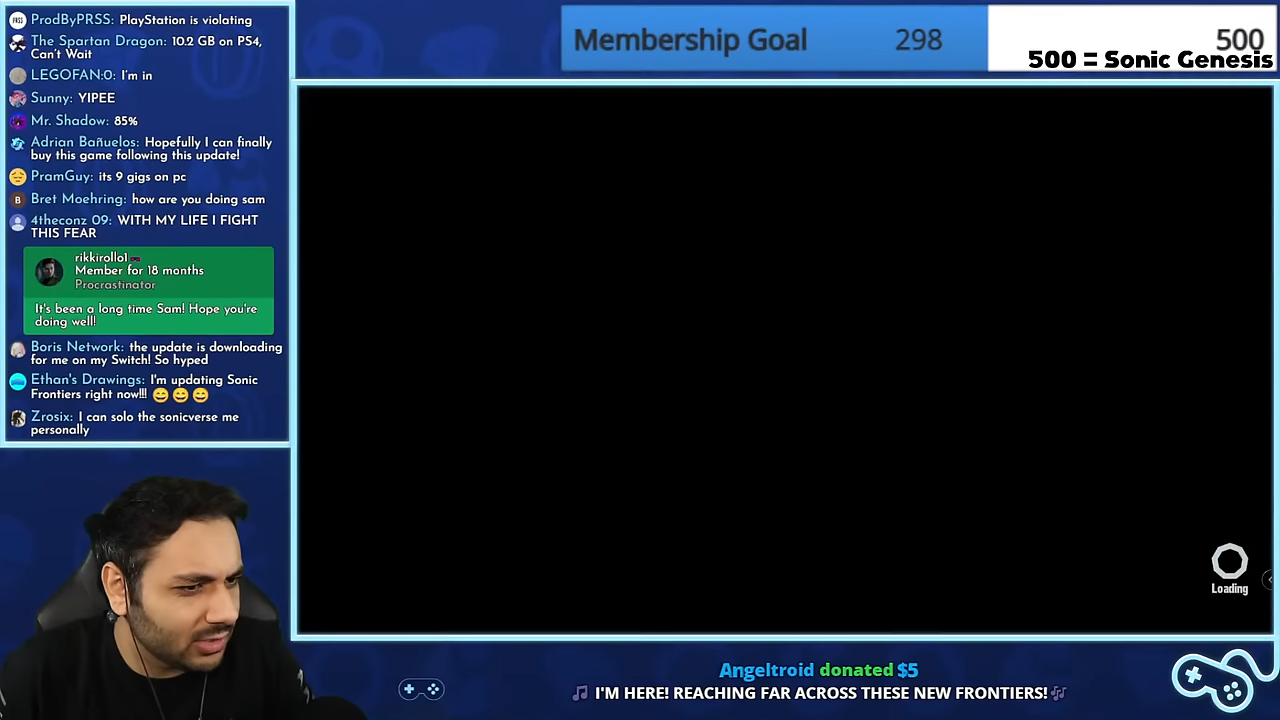 ProdByPRSS: PlayStation is violating
The Spartan Dragon: 10.2 GB on PS4,
Can't Wait
LEGOFAN:0: I'm in
Sunny: YIPEE
Mr. Shadow: 85%
Adrian Bañuelos: Hopefully I can finally
buy this game following this update!
PramGuy: its 9 gigs on pc
B
Bret Moehring: how are you doing sam
4theconz 09: WITH MY LIFE I FIGHT
THIS FEAR
rikkirollo1
Member for 18 months
Procrastinator
It's been a long time Sam! Hope you're
doing well!
Boris Network: the update is downloading
for me on my Switch! So hyped
Ethan's Drawings: I'm updating Sonic
Frontiers right now!!! 😄 😄 😄
Zrosix: I can solo the sonicverse me
personally
Membership Goal 298 500
500 = Sonic Genesis
Loading
Angeltroid donated $5
🎵 I'M HERE! REACHING FAR ACROSS THESE NEW FRONTIERS! 🎶